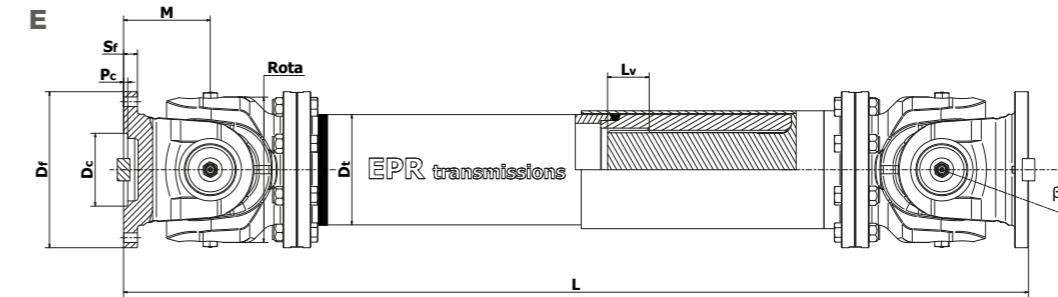 E
M
Sf
Pc
Rota
Lv
Df
Dc
Dt
EPR transmissions
β
L